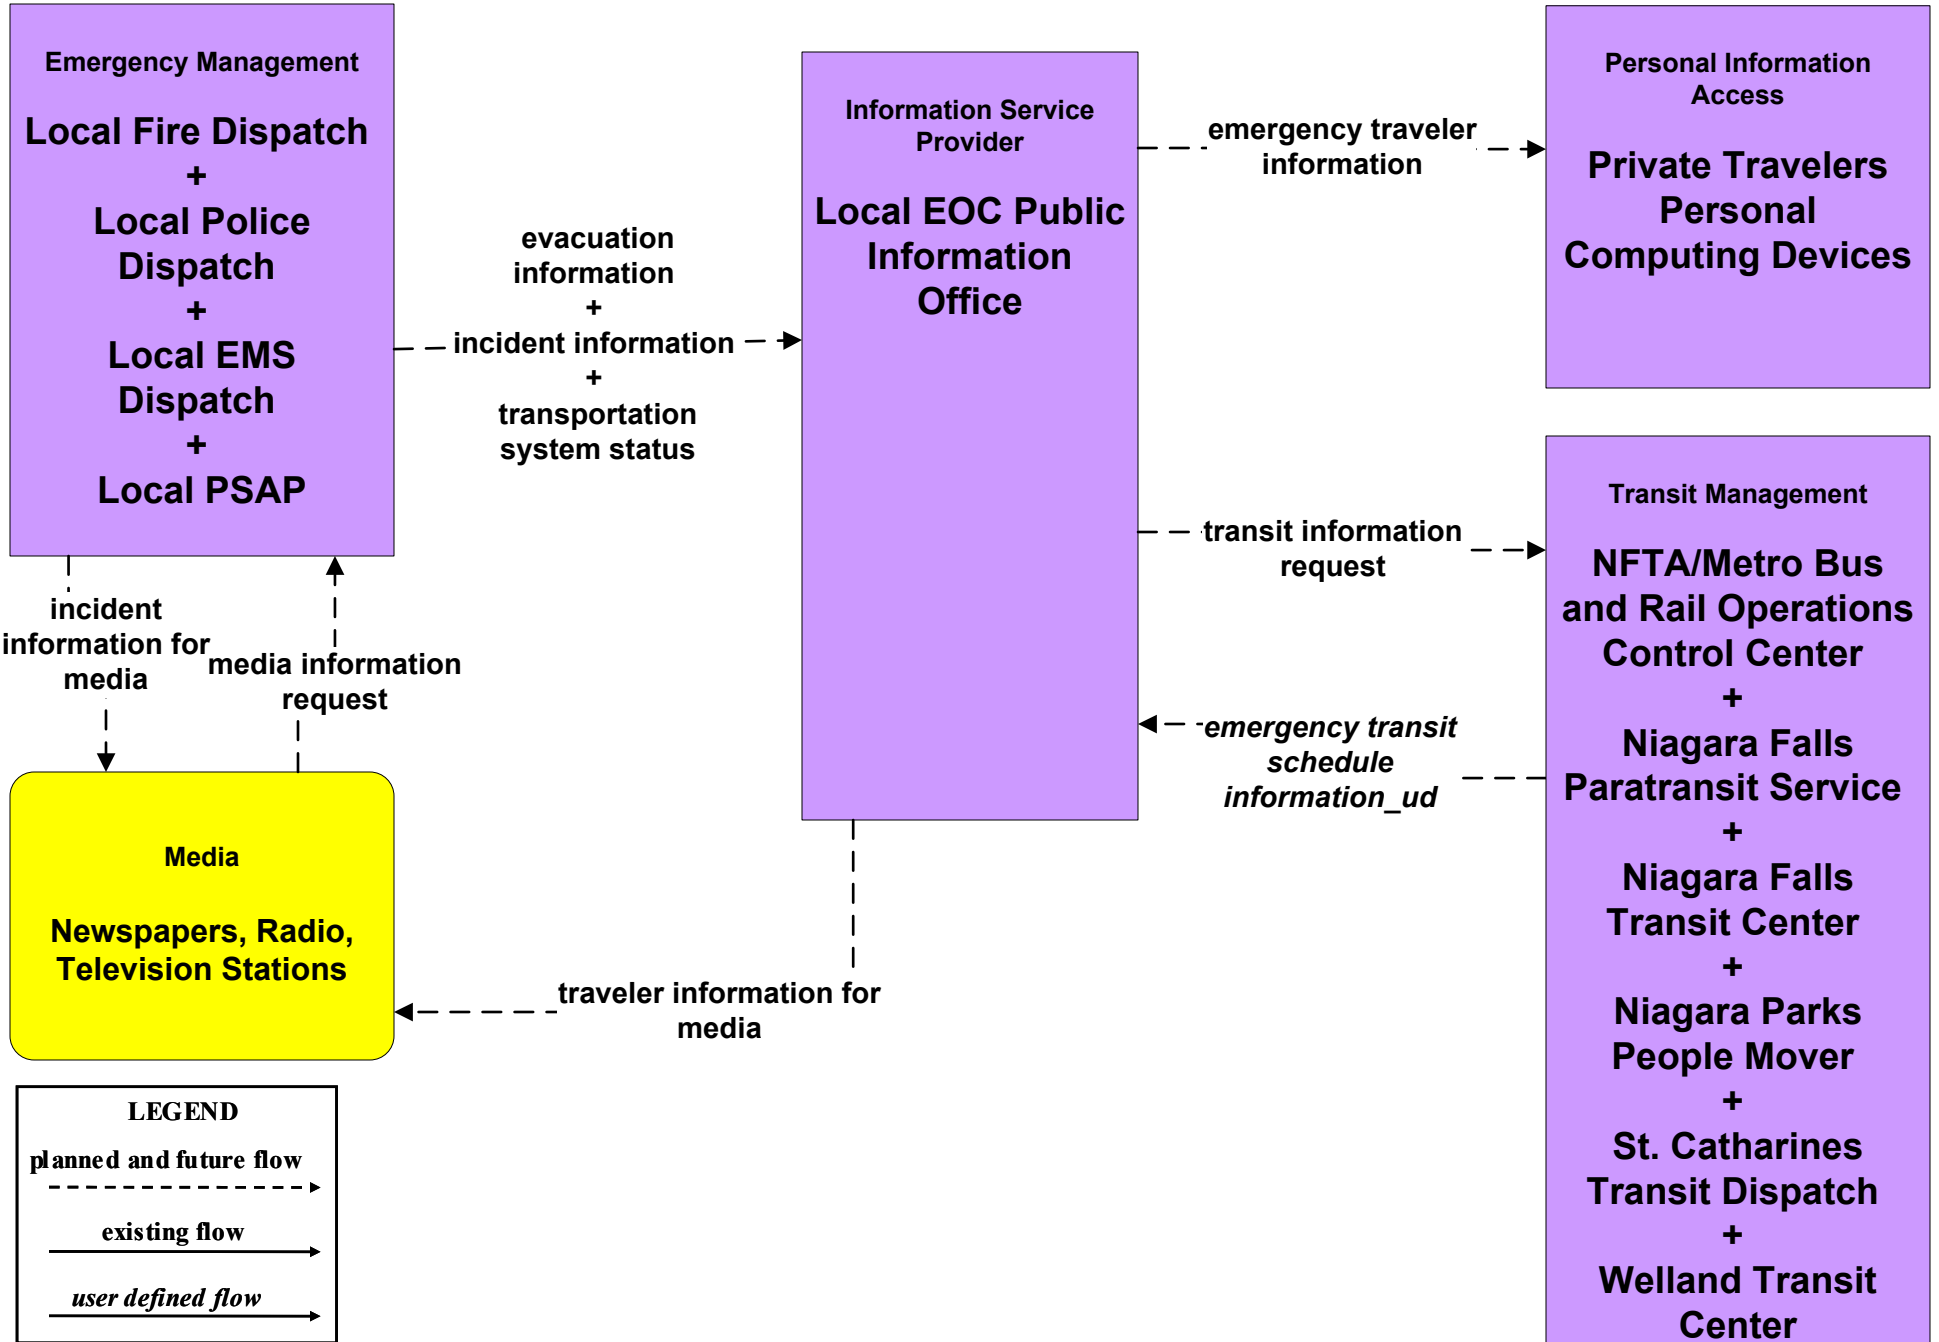 Emergency Management
Local Fire Dispatch
+
Local Police
Dispatch
+
Local EMS
Dispatch
+
Local PSAP
evacuation
information
+
incident information
+
transportation
system status
Information Service
Provider
Local EOC Public
Information
Office
emergency traveler
information
Personal Information
Access
Private Travelers
Personal
Computing Devices
transit information
request
emergency transit
schedule
information_ud
Transit Management
NFTA/Metro Bus
and Rail Operations
Control Center
+
Niagara Falls
Paratransit Service
+
Niagara Falls
Transit Center
+
Niagara Parks
People Mover
+
St. Catharines
Transit Dispatch
+
Welland Transit
Center
incident
information for
media
media information
request
Media
Newspapers, Radio,
Television Stations
traveler information for
media
LEGEND
planned and future flow
existing flow
user defined flow